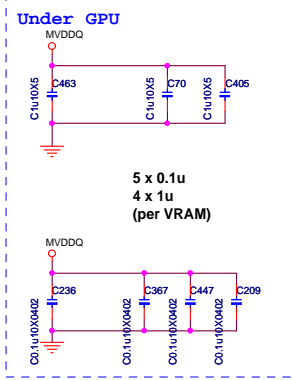 Under GPU
MVDDQ
C1u10X5
C463
C1u10X5
C70
C1u10X5
C405
5 x 0.1u
4 x 1u
(per VRAM)
MVDDQ
C0.1u10X0402
C236
C0.1u10X0402
C367
C0.1u10X0402
C447
C0.1u10X0402
C209